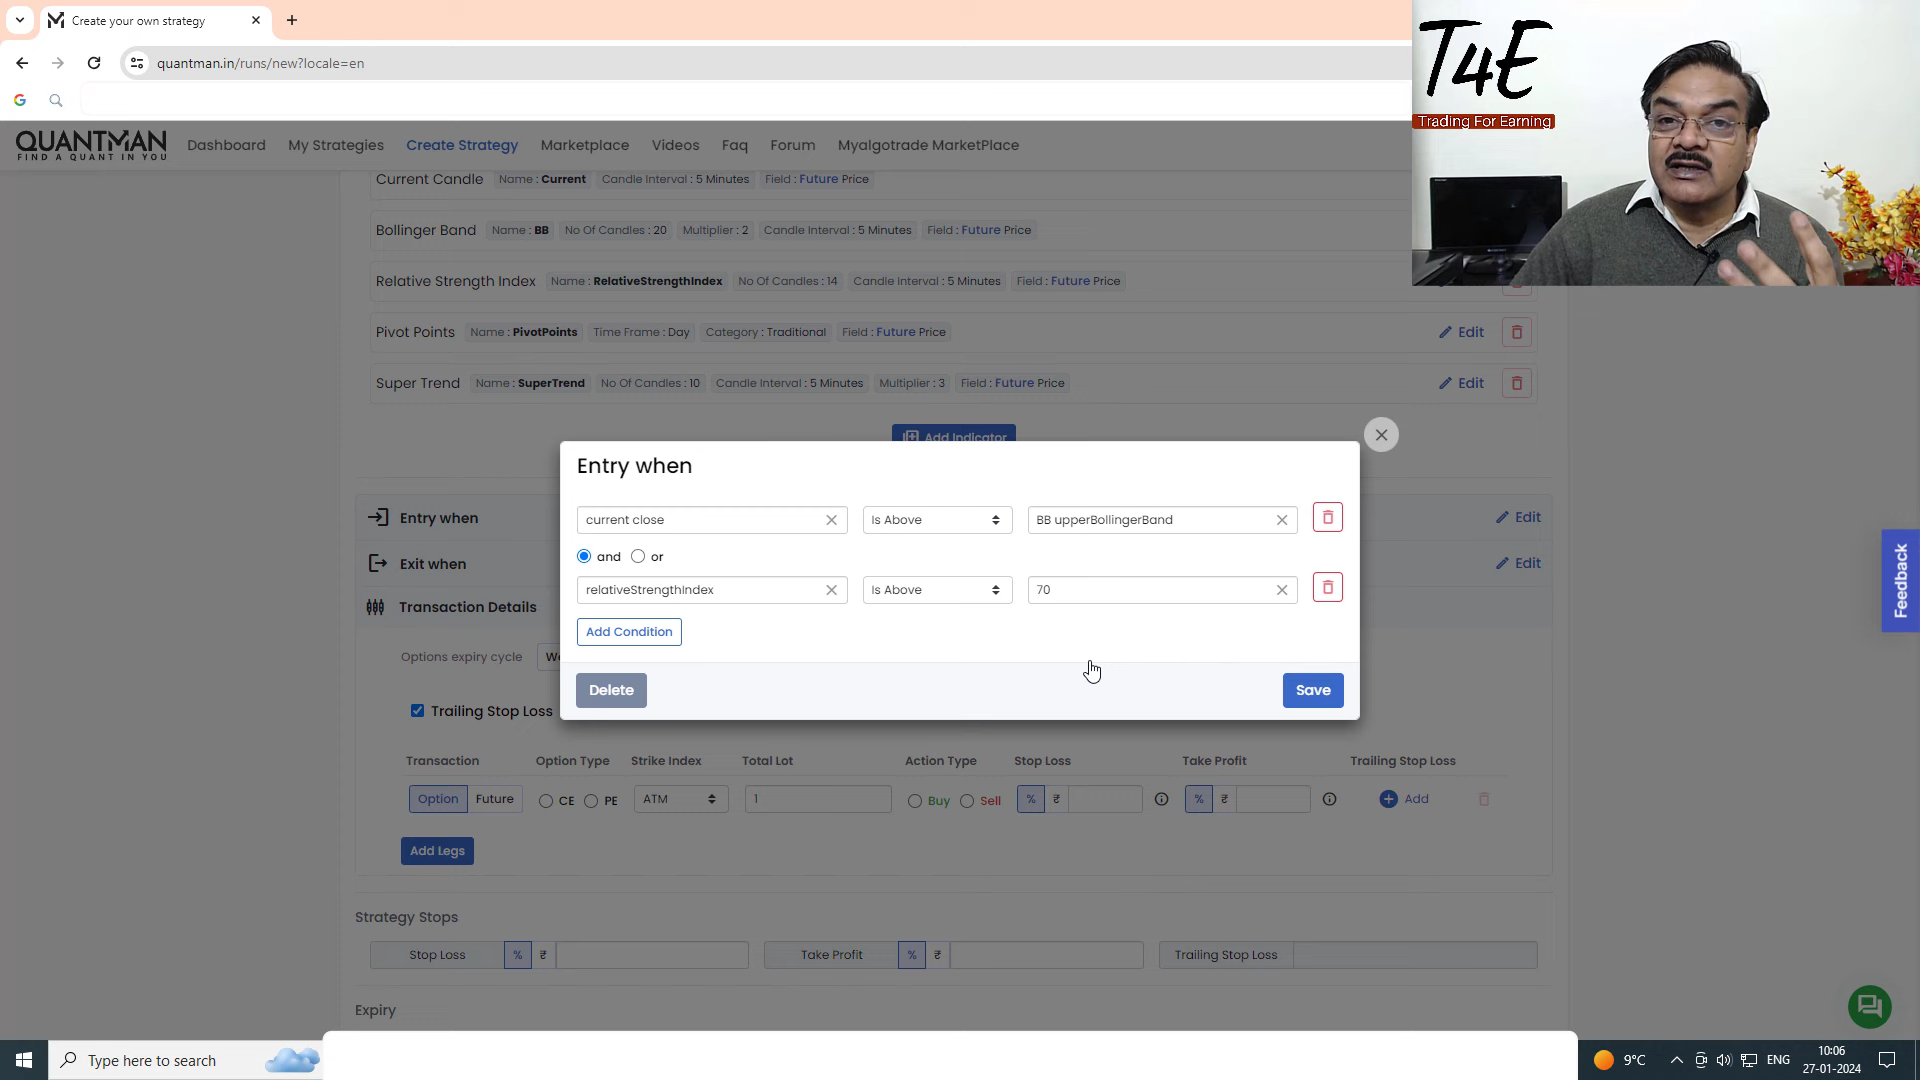 Create your own strategy
quantman.in/runs/new?locale=en
T4E
Trading For Earning
QUANTMAN
FIND A QUANT IN YOU
Dashboard My Strategies Create Strategy Marketplace Videos Faq Forum Myalgotrade MarketPlace
Current Candle Name : Current Candle Interval : 5 Minutes Field : Future Price
Bollinger Band Name : BB No Of Candles : 20 Multiplier : 2 Candle Interval : 5 Minutes Field : Future Price
Relative Strength Index Name : RelativeStrengthIndex No Of Candles : 14 Candle Interval : 5 Minutes Field : Future Price
Pivot Points Name : PivotPoints Time Frame : Day Category : Traditional Field : Future Price Edit
Super Trend Name : SuperTrend No Of Candles : 10 Candle Interval : 5 Minutes Multiplier : 3 Field : Future Price Edit
Add Indicator
Entry when
current close Is Above BB upperBollingerBand
and or
relativeStrengthIndex Is Above 70
Add Condition
Delete Save
Entry when Edit
Exit when Edit
Transaction Details
Options expiry cycle We
Trailing Stop Loss
Transaction Option Type Strike Index Total Lot Action Type Stop Loss Take Profit Trailing Stop Loss
Option Future CE PE ATM 1 Buy Sell % ₹ % ₹ Add
Add Legs
Strategy Stops
Stop Loss % ₹ Take Profit % ₹ Trailing Stop Loss
Expiry
Feedback
Type here to search
9°C
ENG
10:06
27-01-2024